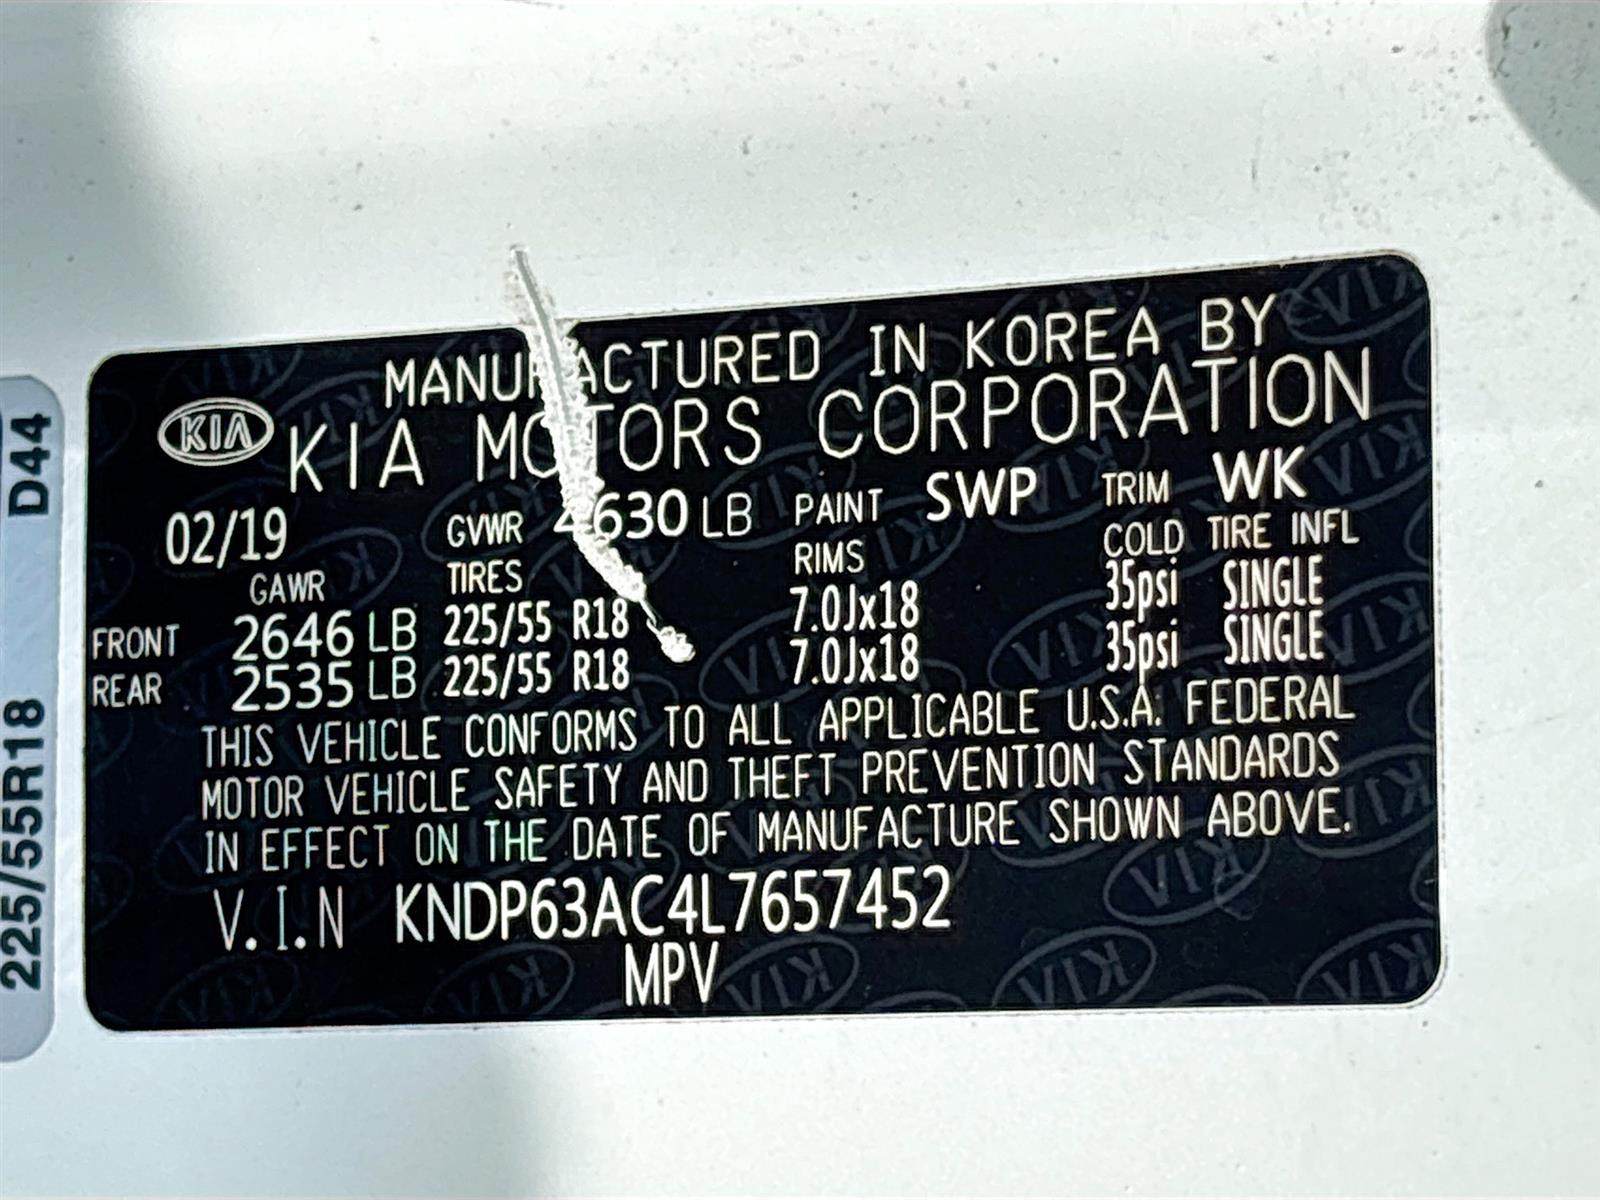 MANUFACTURED IN KOREA BY
KIA KIA MOTORS CORPORATION
02/19 GVWR 4630 LB PAINT SWP TRIM WK
GAWR TIRES RIMS COLD TIRE INFL
FRONT 2646 LB 225/55 R18 7.0Jx18 35psi SINGLE
REAR 2535 LB 225/55 R18 7.0Jx18 35psi SINGLE
THIS VEHICLE CONFORMS TO ALL APPLICABLE U.S.A. FEDERAL
MOTOR VEHICLE SAFETY AND THEFT PREVENTION STANDARDS
IN EFFECT ON THE DATE OF MANUFACTURE SHOWN ABOVE.
V.I.N KNDP63AC4L7657452
MPV
225/55R18 D44